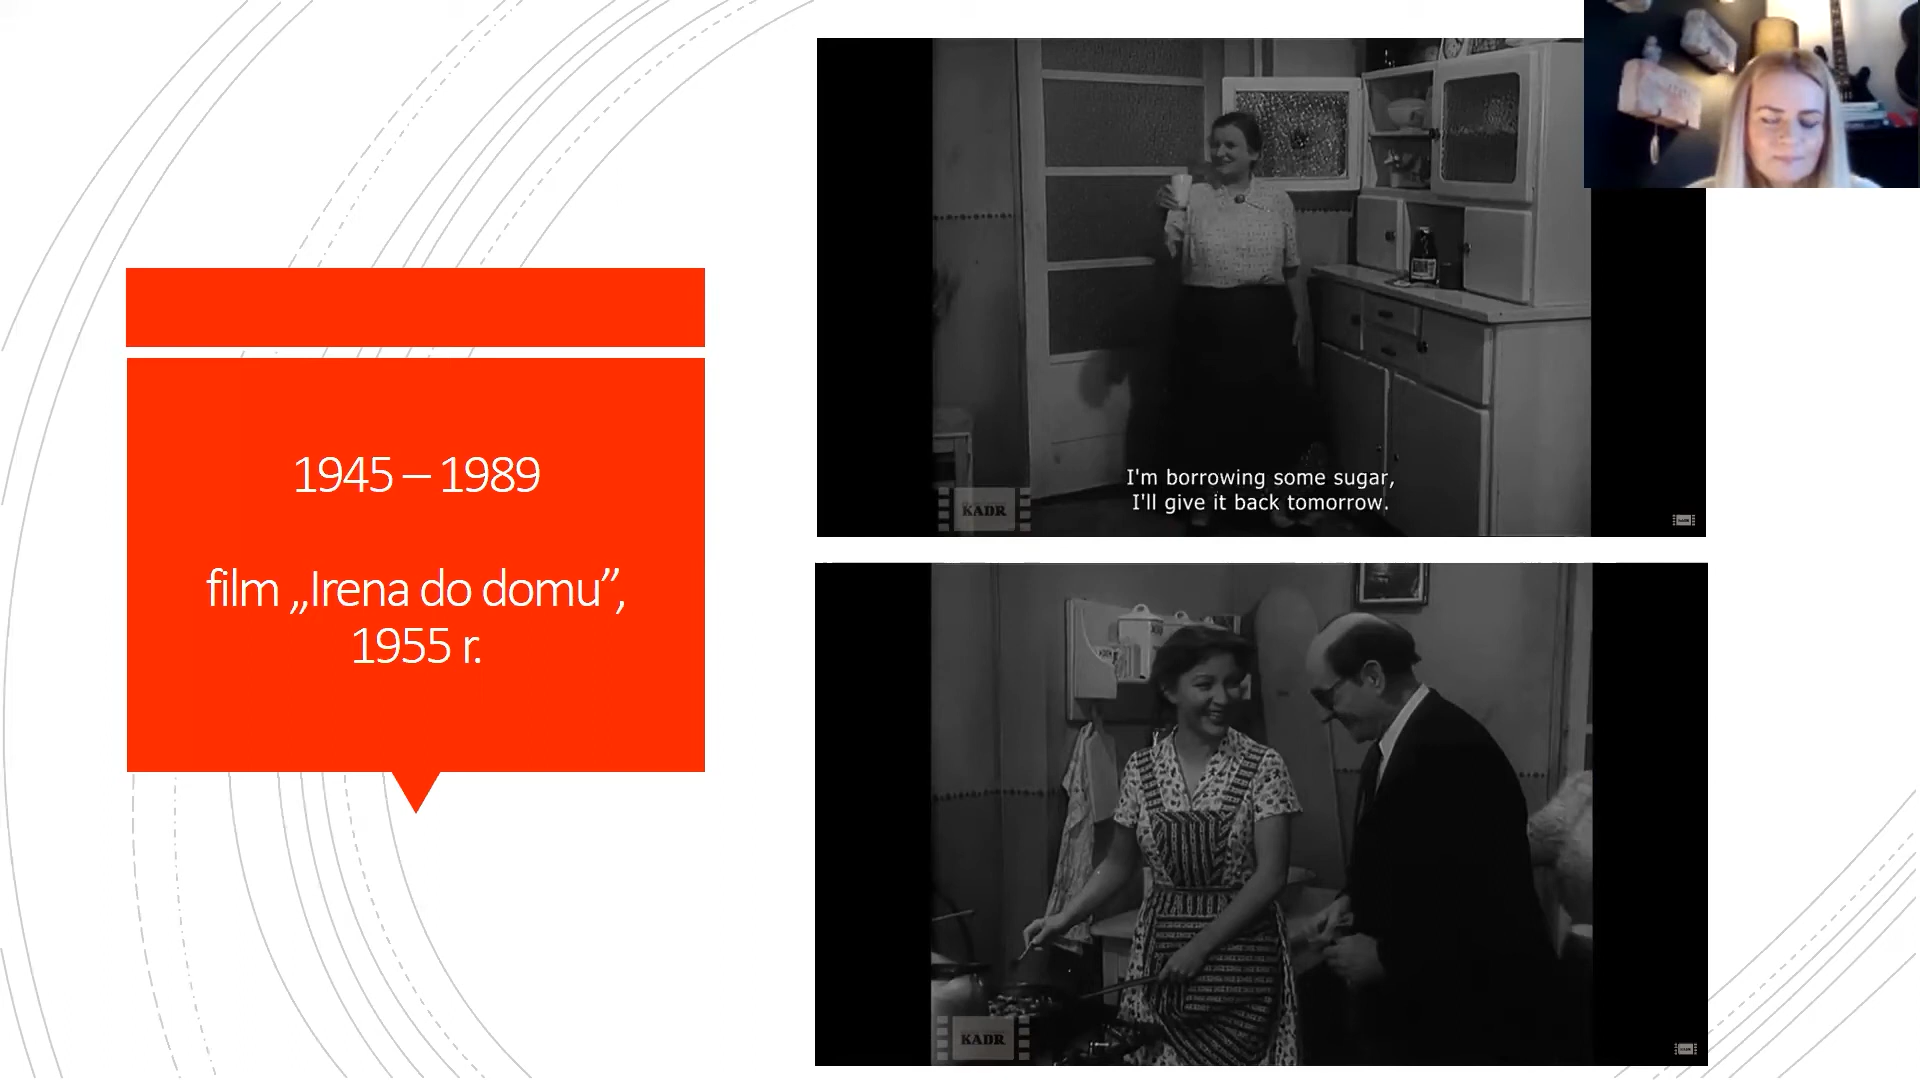 1945 – 1989
film „Irena do domu”,
1955 r.
I'm borrowing some sugar,
I'll give it back tomorrow.
KADR
KADR